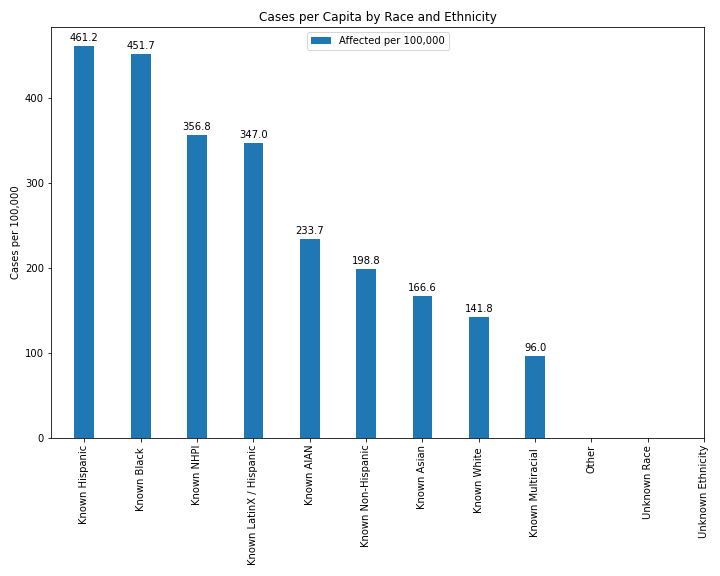 Cases per Capita by Race and Ethnicity
Affected per 100,000
Cases per 100,000
400
300
200
100
0
461.2
451.7
356.8
347.0
233.7
198.8
166.6
141.8
96.0
Known Hispanic
Known Black
Known NHPI
Known LatinX / Hispanic
Known AIAN
Known Non-Hispanic
Known Asian
Known White
Known Multiracial
Other
Unknown Race
Unknown Ethnicity